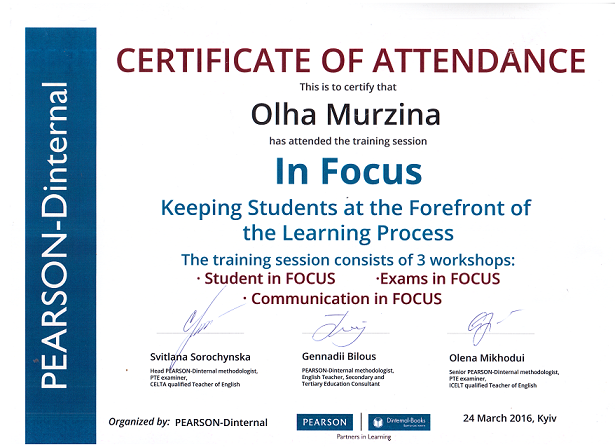 PEARSON-Dinternal
CERTIFICATE OF ATTENDANCE
This is to certify that
Olha Murzina
has attended the training session
In Focus
Keeping Students at the Forefront of
the Learning Process
The training session consists of 3 workshops:
· Student in FOCUS ·Exams in FOCUS
· Communication in FOCUS
Svitlana Sorochynska
Head PEARSON-Dinternal methodologist,
PTE examiner,
CELTA qualified Teacher of English
Gennadii Bilous
PEARSON-Dinternal methodologist,
English Teacher, Secondary and
Tertiary Education Consultant
Olena Mikhodui
Senior PEARSON-Dinternal methodologist,
PTE examiner,
ICELT qualified Teacher of English
Organized by: PEARSON-Dinternal
PEARSON
Dinternal-Books
Partners in Learning
24 March 2016, Kyiv